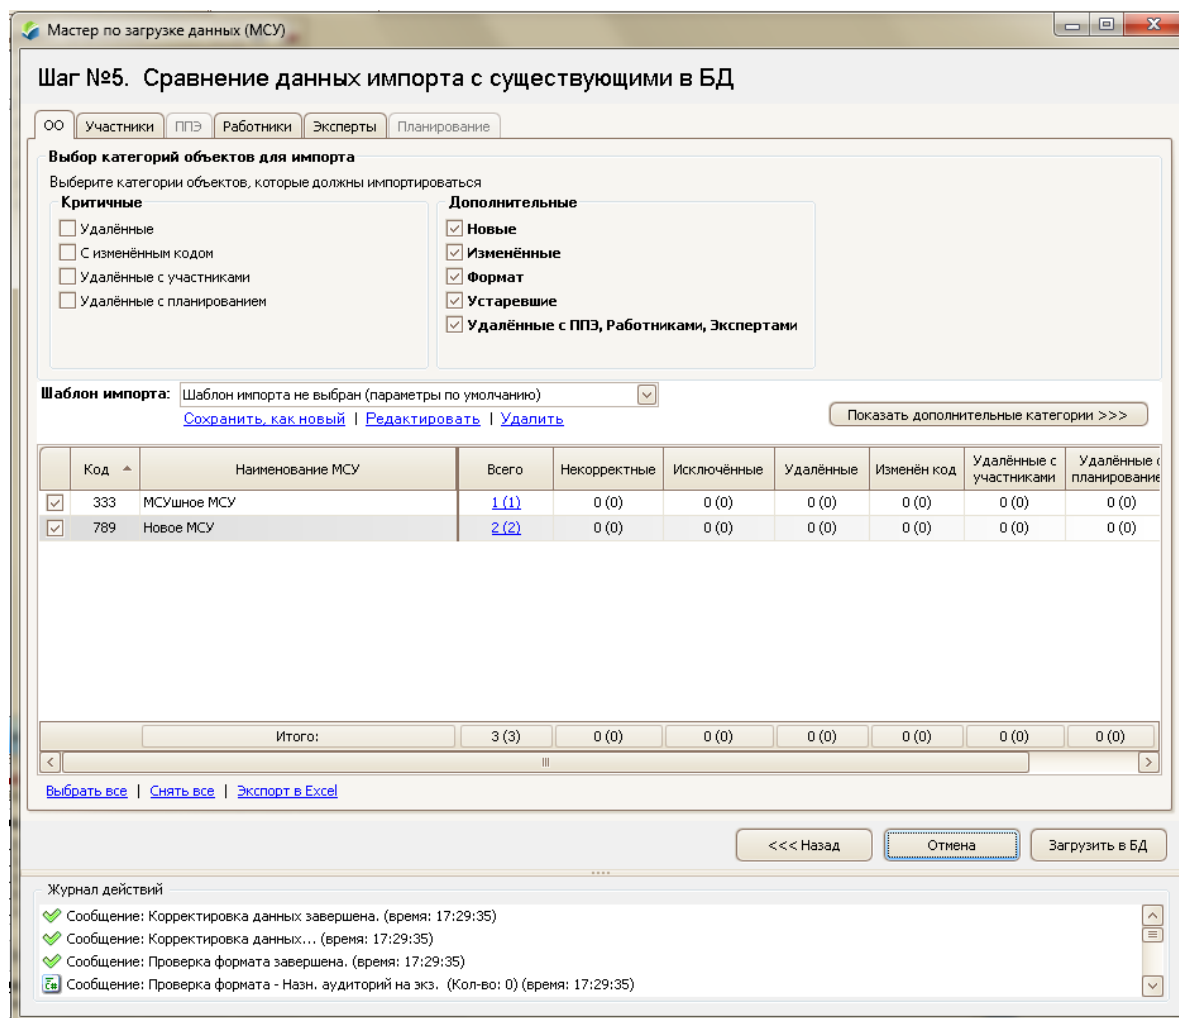 Мастер по загрузке данных (МСУ)
Шаг №5. Сравнение данных импорта с существующими в БД
ОО Участники ППЭ Работники Эксперты Планирование
Выбор категорий объектов для импорта
Выберите категории объектов, которые должны импортироваться
Критичные Дополнительные
Удалённые Новые
С изменённым кодом Изменённые
Удалённые с участниками Формат
Удалённые с планированием Устаревшие
Удалённые с ППЭ, Работниками, Экспертами
Шаблон импорта: Шаблон импорта не выбран (параметры по умолчанию)
Сохранить, как новый | Редактировать | Удалить
Показать дополнительные категории >>>
Код Наименование МСУ Всего Некорректные Исключённые Удалённые Изменён код Удалённые с участниками Удалённые с планирование
333 МСУшное МСУ 1 (1) 0 (0) 0 (0) 0 (0) 0 (0) 0 (0) 0 (0)
789 Новое МСУ 2 (2) 0 (0) 0 (0) 0 (0) 0 (0) 0 (0) 0 (0)
Итого: 3 (3) 0 (0) 0 (0) 0 (0) 0 (0) 0 (0) 0 (0)
Выбрать все | Снять все | Экспорт в Excel
<<< Назад Отмена Загрузить в БД
Журнал действий
Сообщение: Корректировка данных завершена. (время: 17:29:35)
Сообщение: Корректировка данных... (время: 17:29:35)
Сообщение: Проверка формата завершена. (время: 17:29:35)
Сообщение: Проверка формата - Назн. аудиторий на экз. (Кол-во: 0) (время: 17:29:35)